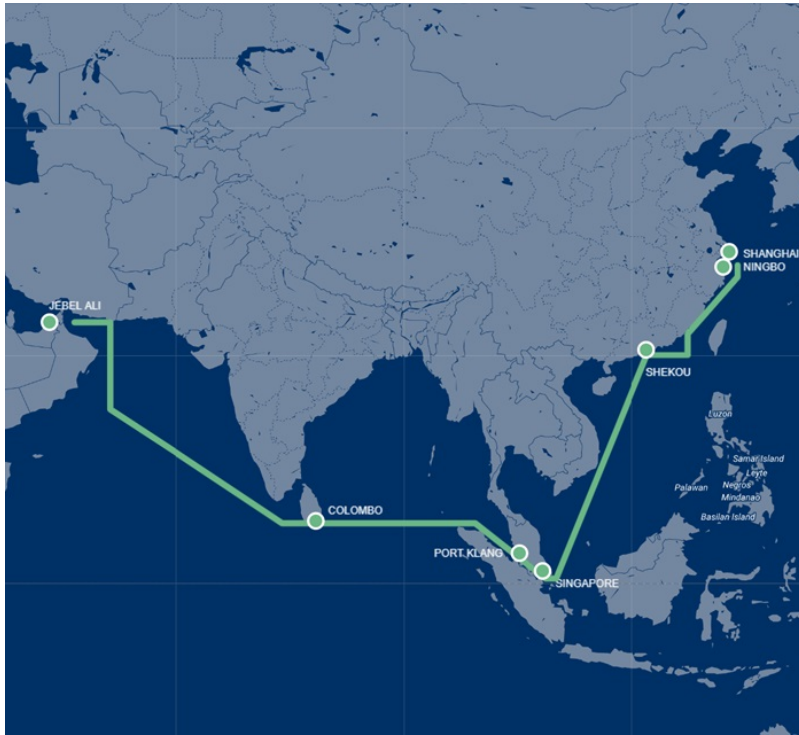 SHANGHAI
NINGBO
JEBEL ALI
SHEKOU
Luzon
Samar Island
Leyte
Palawan
Negros
Mindanao
Basilan Island
COLOMBO
PORT KLANG
SINGAPORE